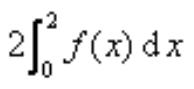 2∫₀² f(x) dx